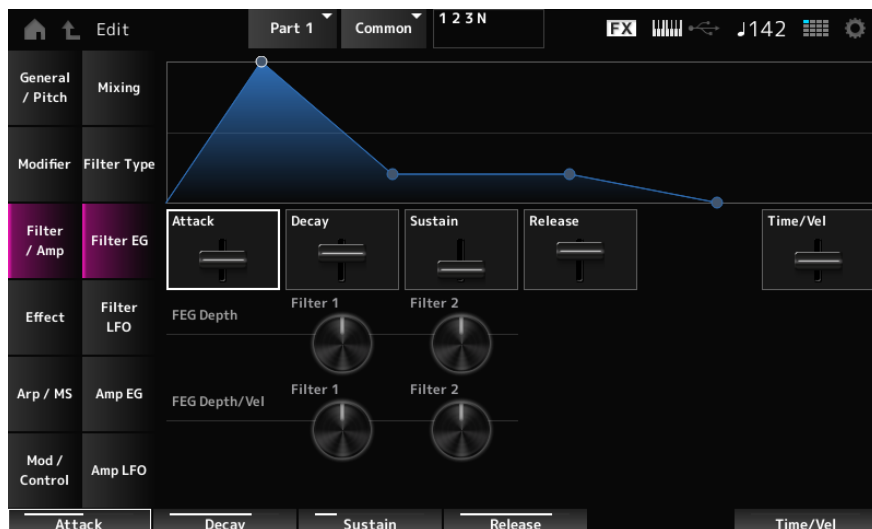 Edit
Part 1
Common
1 2 3 N
FX
♩142
General
/ Pitch
Mixing
Modifier
Filter Type
Filter
/ Amp
Filter EG
Effect
Filter
LFO
Arp / MS
Amp EG
Mod /
Control
Amp LFO
Attack
Decay
Sustain
Release
Time/Vel
FEG Depth
Filter 1
Filter 2
FEG Depth/Vel
Filter 1
Filter 2
Attack
Decay
Sustain
Release
Time/Vel